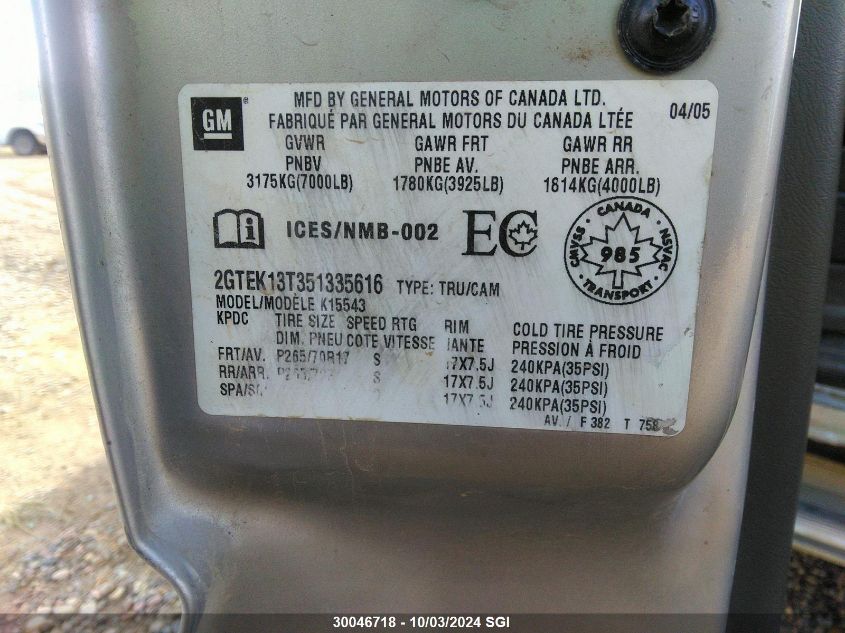 GM ®
MFD BY GENERAL MOTORS OF CANADA LTD.
FABRIQUÉ PAR GENERAL MOTORS DU CANADA LTÉE
04/05
GVWR GAWR FRT GAWR RR
PNBV PNBE AV. PNBE ARR.
3175KG(7000LB) 1780KG(3925LB) 1814KG(4000LB)
ICES/NMB-002
EC
CANADA
CMVSS NSVAC
985
TRANSPORT
2GTEK13T351335616 TYPE: TRU/CAM
MODEL/MODÈLE K15543
KPDC TIRE SIZE SPEED RTG RIM COLD TIRE PRESSURE
DIM. PNEU COTE VITESSE JANTE PRESSION À FROID
FRT/AV. P265/70R17 S 17X7.5J 240KPA(35PSI)
RR/ARR. S 17X7.5J 240KPA(35PSI)
17X7.5J 240KPA(35PSI)
F 382 T
30046718 - 10/03/2024 SGI